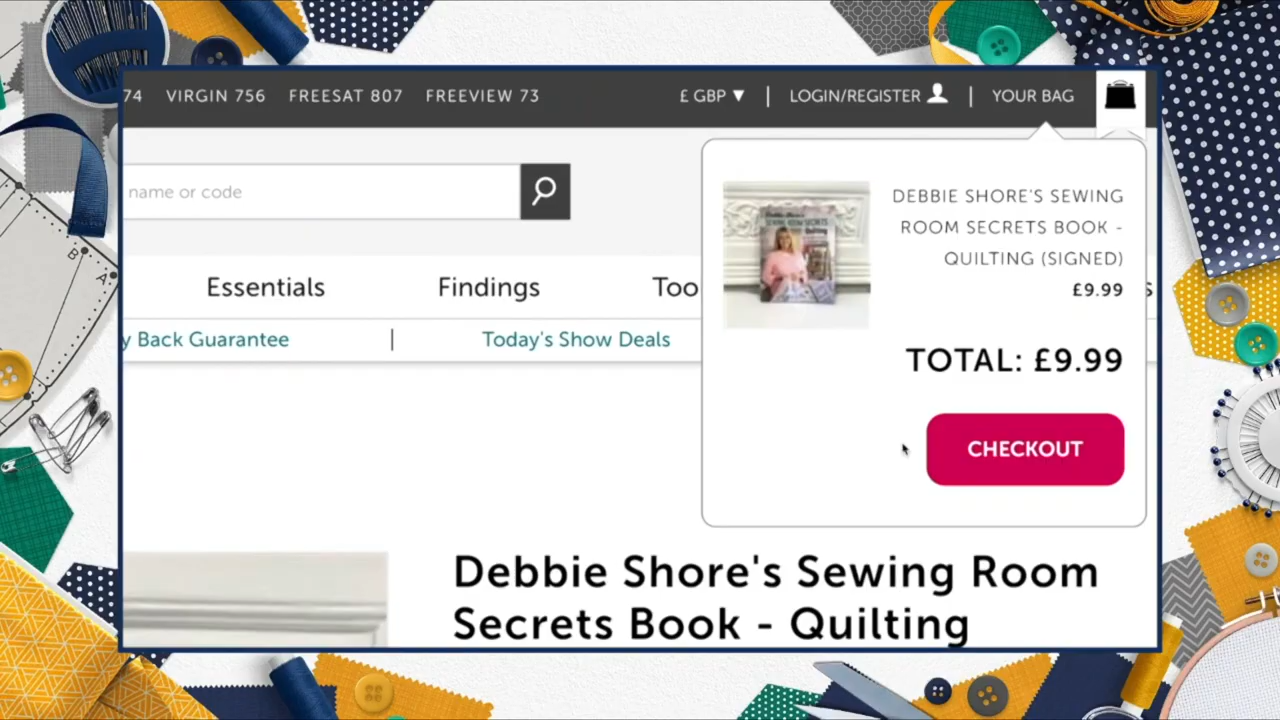 74 VIRGIN 756 FREESAT 807 FREEVIEW 73 £ GBP ▼ | LOGIN/REGISTER | YOUR BAG
name or code
DEBBIE SHORE'S SEWING
ROOM SECRETS BOOK -
QUILTING (SIGNED)
£9.99
Essentials Findings Too s
y Back Guarantee | Today's Show Deals
TOTAL: £9.99
CHECKOUT
Debbie Shore's Sewing Room
Secrets Book - Quilting
B
A